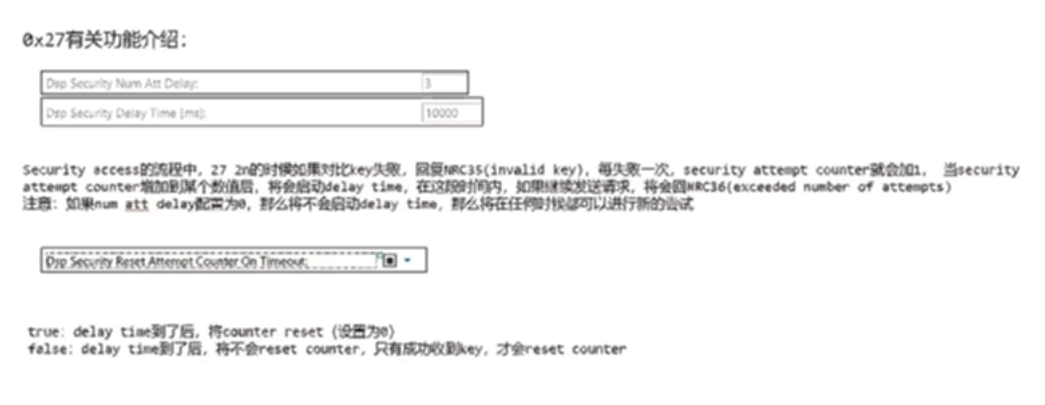 0x27有关功能介绍：
Dsp Security Num Att Delay: 3
Dsp Security Delay Time [ms]: 10000
Security access的流程中，27 2n的时候如果对比key失败，回复NRC35(invalid key)，每失败一次，security attempt counter就会加1， 当security
attempt counter增加到某个数值后，将会启动delay time，在这段时间内，如果继续发送请求，将会回NRC36(exceeded number of attempts)
注意：如果num att delay配置为0，那么将不会启动delay time，那么将在任何时候都可以进行新的尝试
Dsp Security Reset Attempt Counter On Timeout:
true：delay time到了后，将counter reset (设置为0)
false：delay time到了后，将不会reset counter，只有成功收到key，才会reset counter